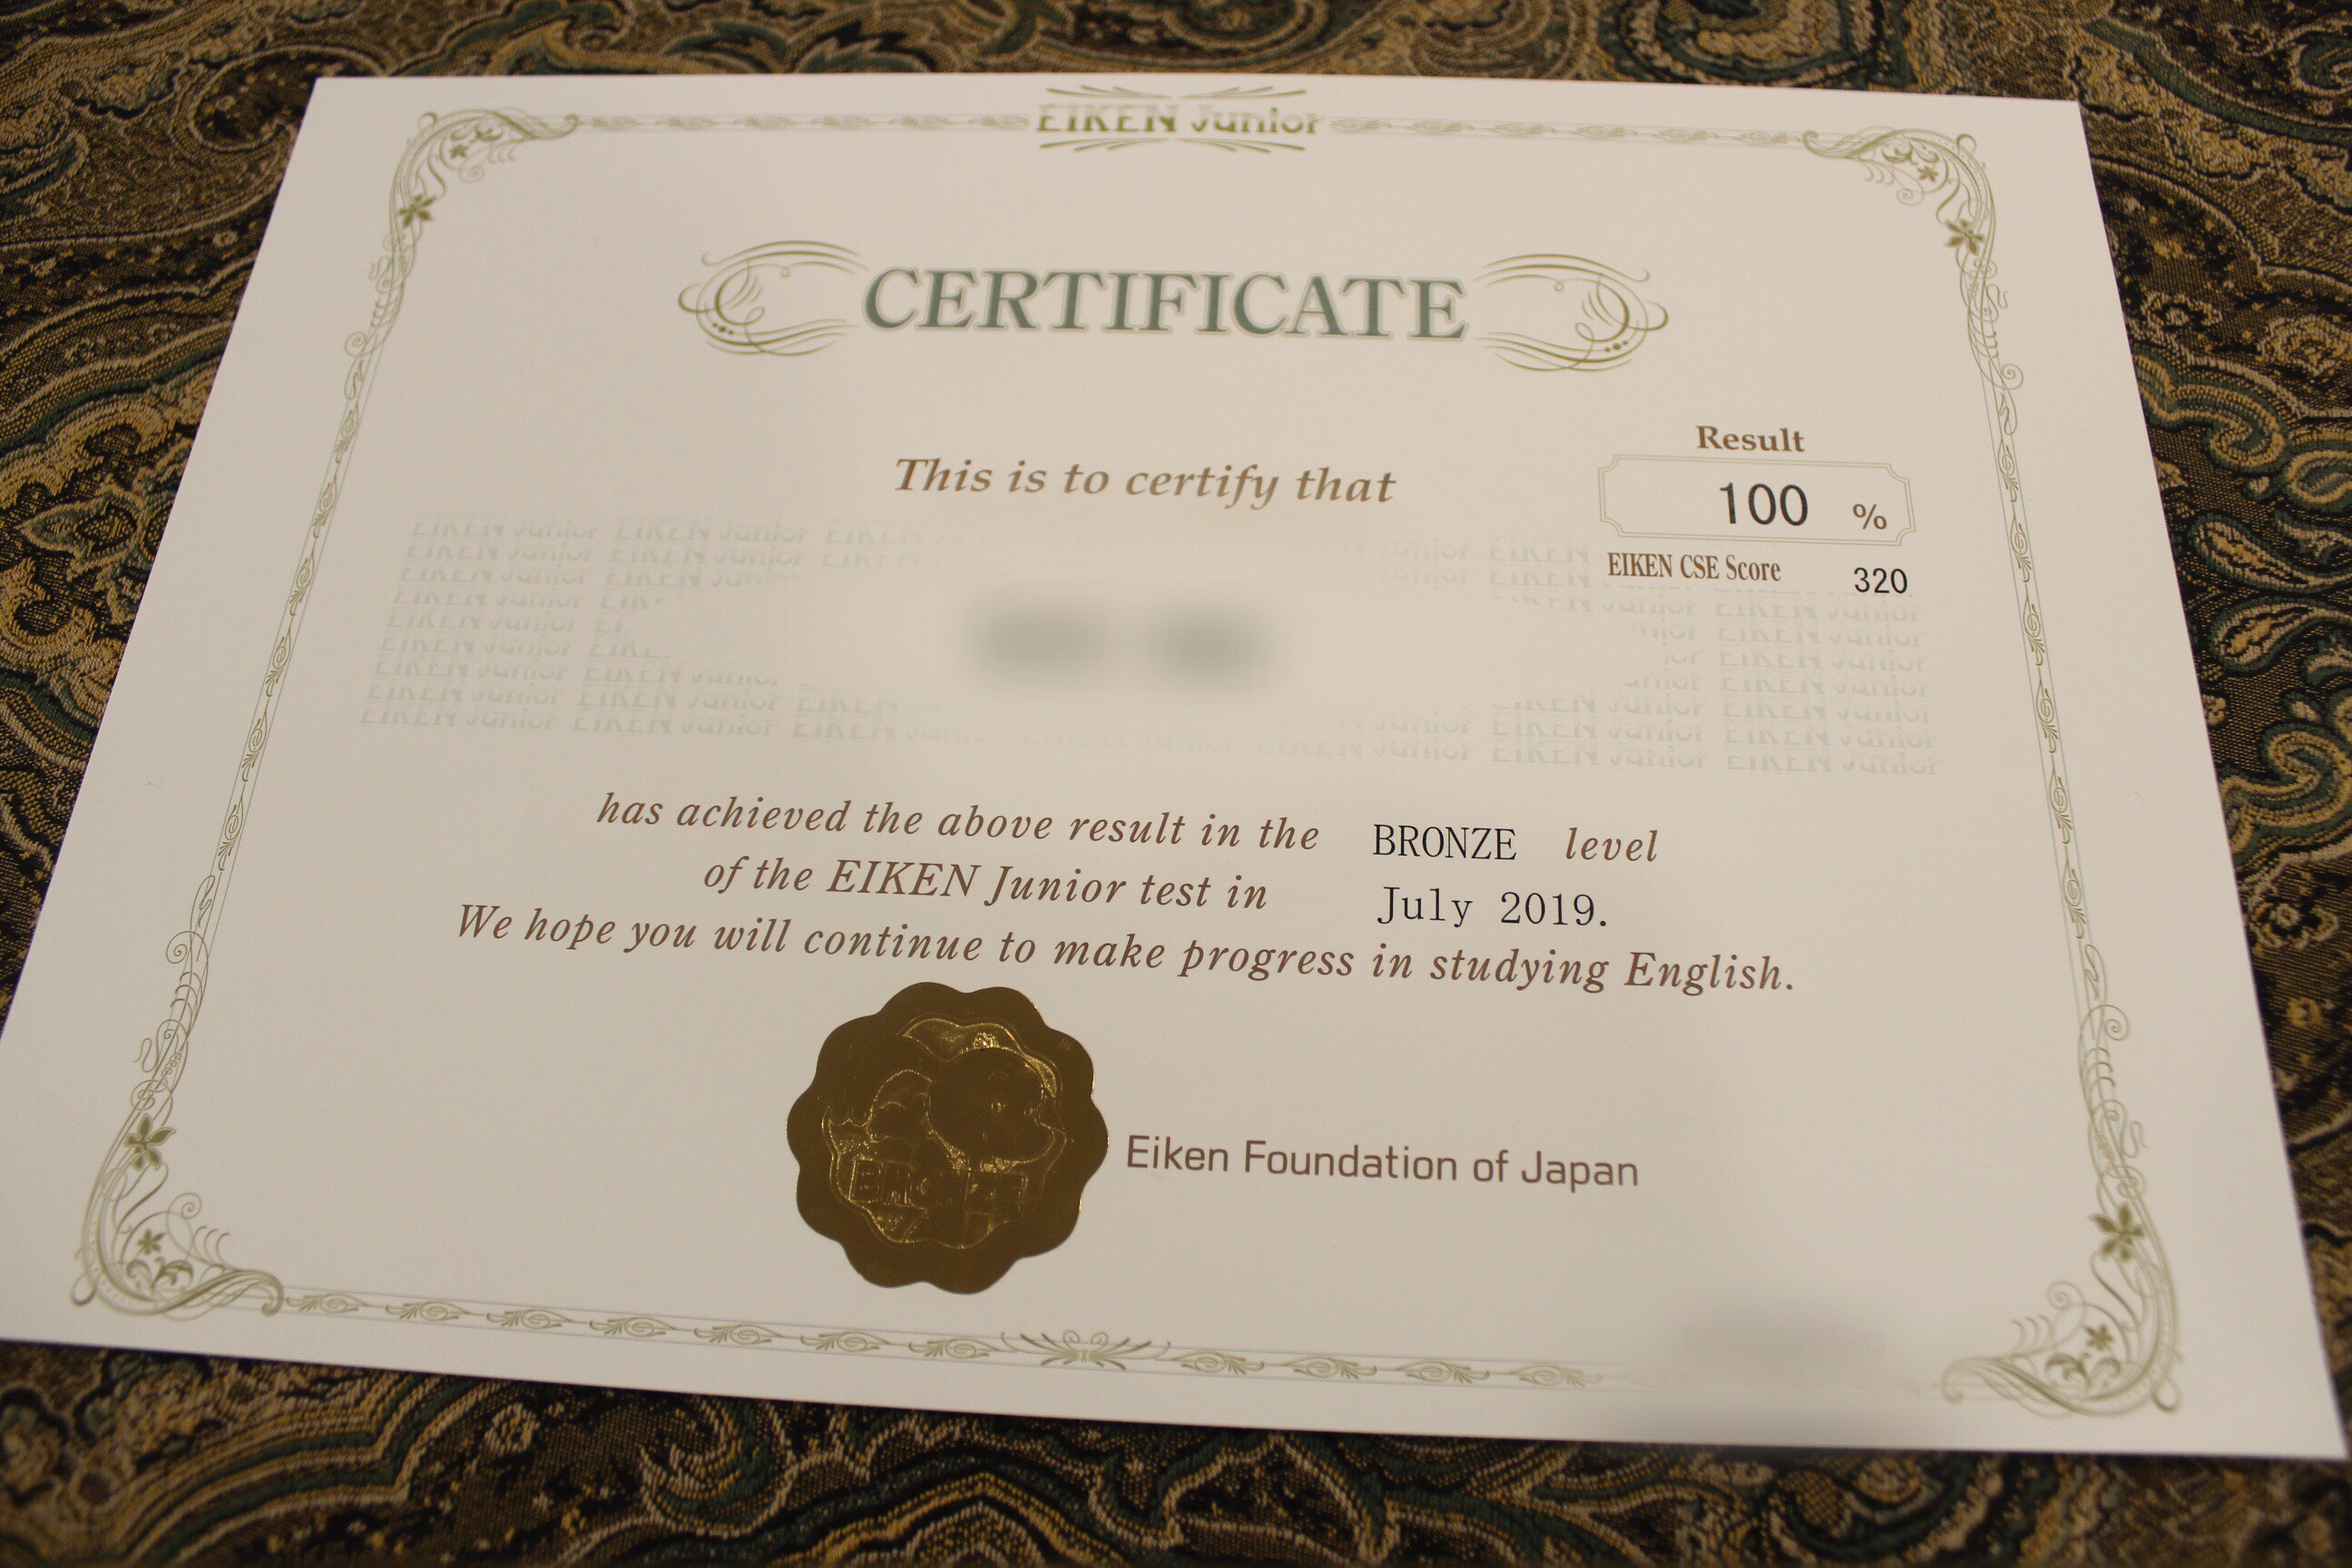 EIKEN Junior
CERTIFICATE
This is to certify that
Result
100 %
EIKEN CSE Score 320
has achieved the above result in the BRONZE level
of the EIKEN Junior test in July 2019.
We hope you will continue to make progress in studying English.
BRONZE
Eiken Foundation of Japan